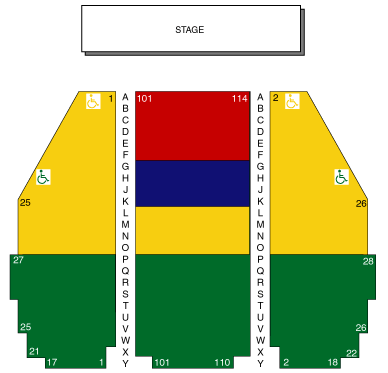 STAGE
1 A 101 114 A 2
B B
C C
D D
E E
F F
G G
H H
J J
25 K K 26
L L
M M
N N
O O
27 P P 28
Q Q
R R
S S
T T
U U
25 V V 26
W W
21 X X 22
17 1 Y 101 110 Y 2 18